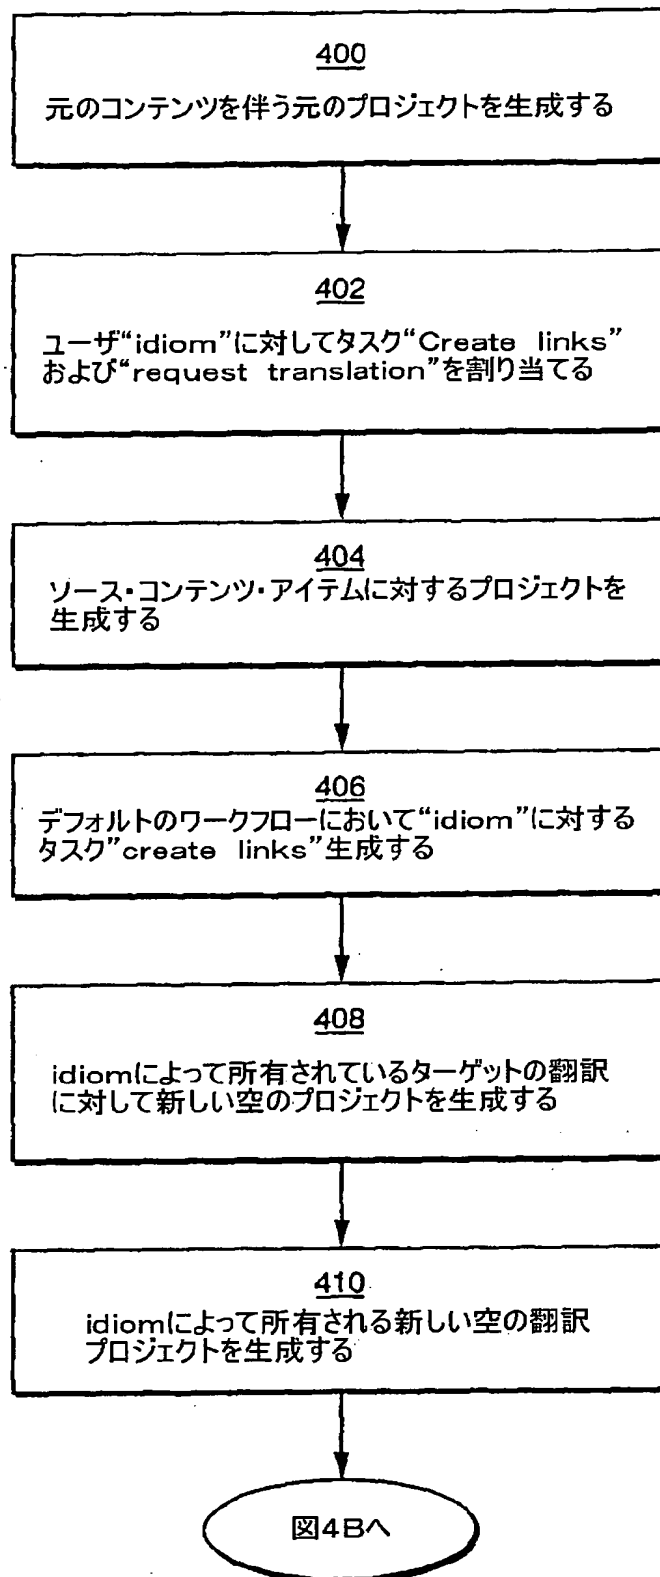 400
元のコンテンツを伴う元のプロジェクトを生成する
402
ユーザ“idiom”に対してタスク“Create links”
および“request translation”を割り当てる
404
ソース・コンテンツ・アイテムに対するプロジェクトを
生成する
406
デフォルトのワークフローにおいて“idiom”に対する
タスク”create links”生成する
408
idiomによって所有されているターゲットの翻訳
に対して新しい空のプロジェクトを生成する
410
idiomによって所有される新しい空の翻訳
プロジェクトを生成する
図4Bへ